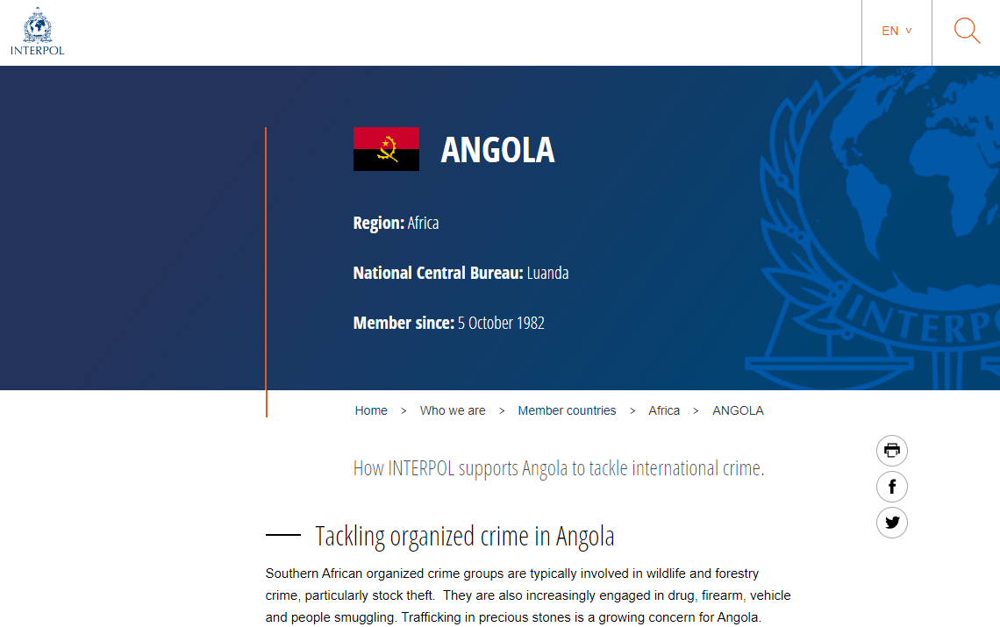 INTERPOL
EN
ANGOLA
Region: Africa
National Central Bureau: Luanda
Member since: 5 October 1982
INTERPOL
Home > Who we are > Member countries > Africa > ANGOLA
How INTERPOL supports Angola to tackle international crime.
Tackling organized crime in Angola
Southern African organized crime groups are typically involved in wildlife and forestry
crime, particularly stock theft.  They are also increasingly engaged in drug, firearm, vehicle
and people smuggling. Trafficking in precious stones is a growing concern for Angola.